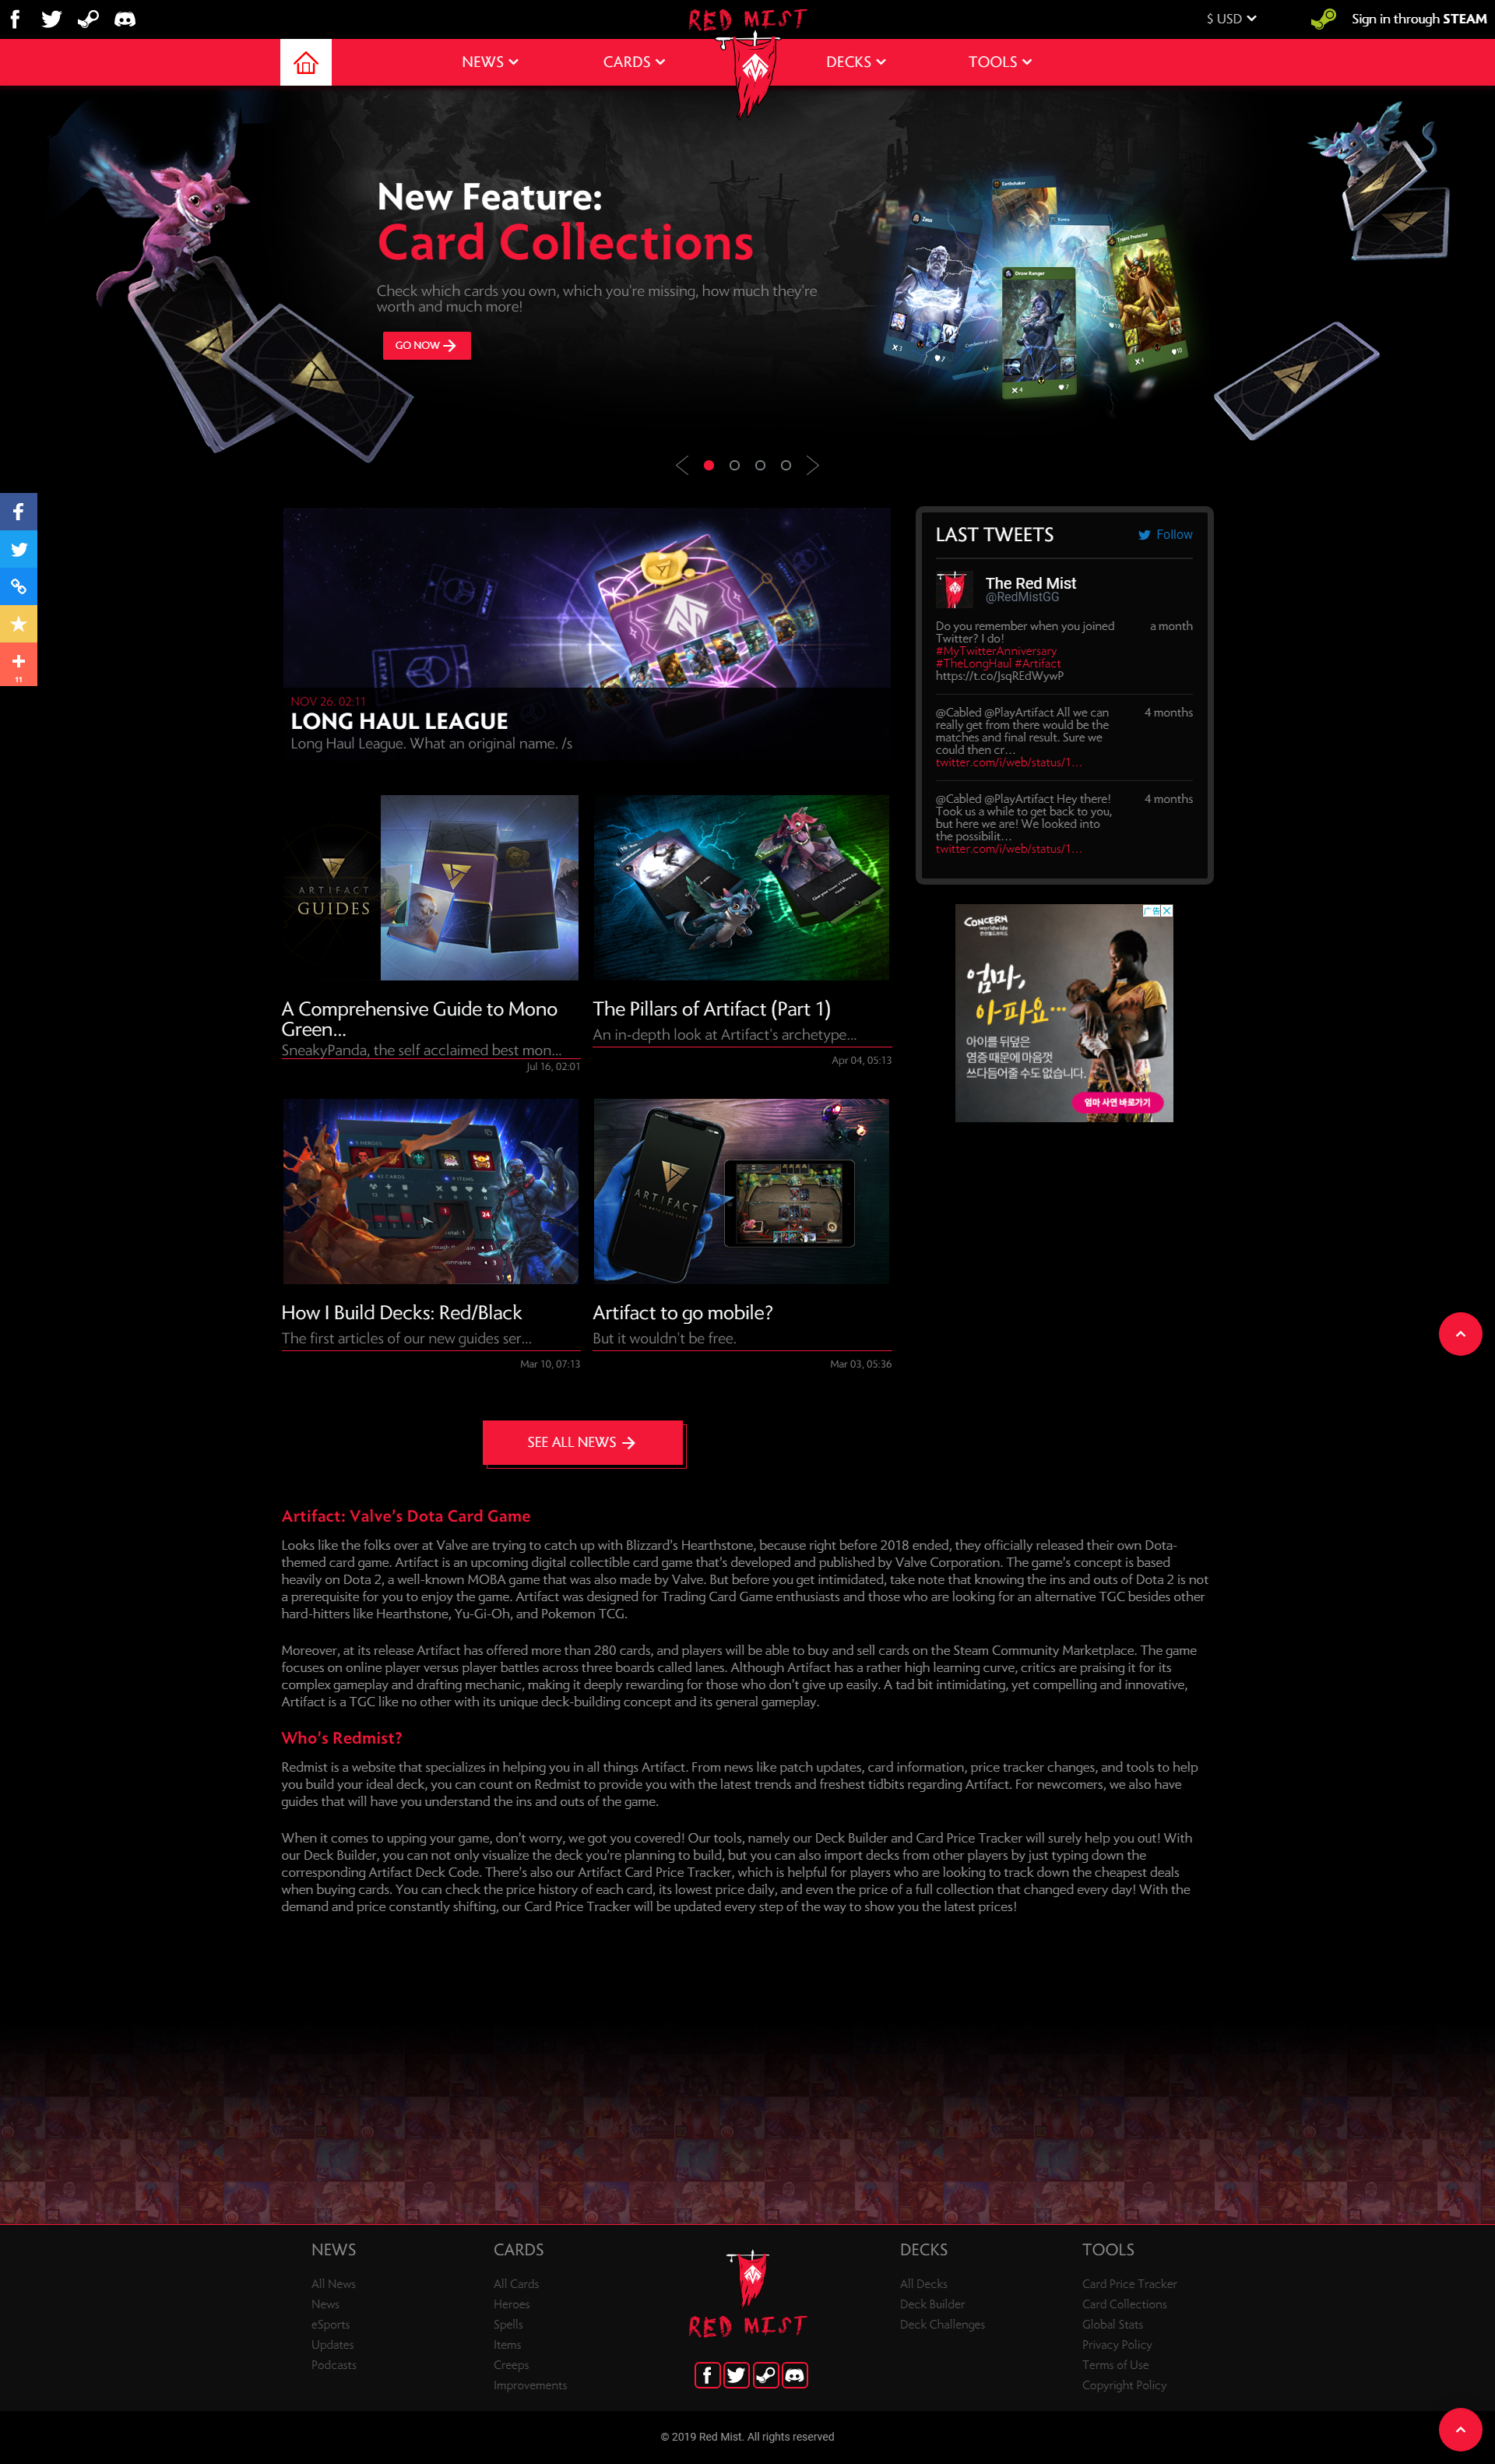 RED MIST
$ USD
Sign in through STEAM
NEWS
CARDS
DECKS
TOOLS
New Feature:
Card Collections
Check which cards you own, which you're missing, how much they're
worth and much more!
GO NOW
Earthshaker
Zeus
Drow Ranger
Treant Protector
NOV 26, 02:11
LONG HAUL LEAGUE
Long Haul League. What an original name. /s
ARTIFACT
GUIDES
A Comprehensive Guide to Mono
Green...
SneakyPanda, the self acclaimed best mon...
Jul 16, 02:01
The Pillars of Artifact (Part 1)
An in-depth look at Artifact's archetype...
Apr 04, 05:13
5 HEROES
43 CARDS
9 ITEMS
How I Build Decks: Red/Black
The first articles of our new guides ser...
Mar 10, 07:13
ARTIFACT
THE DOTA CARD GAME
Artifact to go mobile?
But it wouldn't be free.
Mar 03, 05:36
SEE ALL NEWS
11
LAST TWEETS
Follow
The Red Mist
@RedMistGG
Do you remember when you joined
Twitter? I do!
#MyTwitterAnniversary
#TheLongHaul #Artifact
https://t.co/JsqREdWywP
a month
@Cabled @PlayArtifact All we can
really get from there would be the
matches and final result. Sure we
could then cr…
twitter.com/i/web/status/1…
4 months
@Cabled @PlayArtifact Hey there!
Took us a while to get back to you,
but here we are! We looked into
the possibilit…
twitter.com/i/web/status/1…
4 months
广告
CONCERN
worldwide
컨선월드와이드
엄마,
아파요...
아이를 뒤덮은
염증 때문에 마음껏
쓰다듬어줄 수도 없습니다.
엄마 사연 바로가기
Artifact: Valve's Dota Card Game
Looks like the folks over at Valve are trying to catch up with Blizzard's Hearthstone, because right before 2018 ended, they officially released their own Dota-
themed card game. Artifact is an upcoming digital collectible card game that's developed and published by Valve Corporation. The game's concept is based
heavily on Dota 2, a well-known MOBA game that was also made by Valve. But before you get intimidated, take note that knowing the ins and outs of Dota 2 is not
a prerequisite for you to enjoy the game. Artifact was designed for Trading Card Game enthusiasts and those who are looking for an alternative TGC besides other
hard-hitters like Hearthstone, Yu-Gi-Oh, and Pokemon TCG.
Moreover, at its release Artifact has offered more than 280 cards, and players will be able to buy and sell cards on the Steam Community Marketplace. The game
focuses on online player versus player battles across three boards called lanes. Although Artifact has a rather high learning curve, critics are praising it for its
complex gameplay and drafting mechanic, making it deeply rewarding for those who don't give up easily. A tad bit intimidating, yet compelling and innovative,
Artifact is a TGC like no other with its unique deck-building concept and its general gameplay.
Who's Redmist?
Redmist is a website that specializes in helping you in all things Artifact. From news like patch updates, card information, price tracker changes, and tools to help
you build your ideal deck, you can count on Redmist to provide you with the latest trends and freshest tidbits regarding Artifact. For newcomers, we also have
guides that will have you understand the ins and outs of the game.
When it comes to upping your game, don't worry, we got you covered! Our tools, namely our Deck Builder and Card Price Tracker will surely help you out! With
our Deck Builder, you can not only visualize the deck you're planning to build, but you can also import decks from other players by just typing down the
corresponding Artifact Deck Code. There's also our Artifact Card Price Tracker, which is helpful for players who are looking to track down the cheapest deals
when buying cards. You can check the price history of each card, its lowest price daily, and even the price of a full collection that changed every day! With the
demand and price constantly shifting, our Card Price Tracker will be updated every step of the way to show you the latest prices!
NEWS
All News
News
eSports
Updates
Podcasts
CARDS
All Cards
Heroes
Spells
Items
Creeps
Improvements
RED MIST
DECKS
All Decks
Deck Builder
Deck Challenges
TOOLS
Card Price Tracker
Card Collections
Global Stats
Privacy Policy
Terms of Use
Copyright Policy
© 2019 Red Mist. All rights reserved